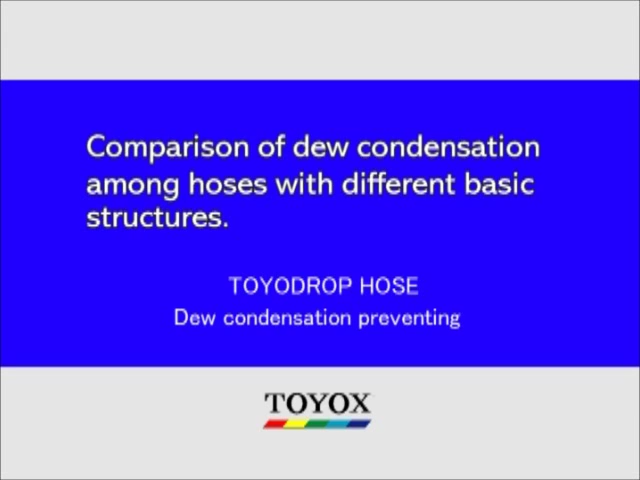 Comparison of dew condensation
among hoses with different basic
structures.
TOYODROP HOSE
Dew condensation preventing
TOYOX